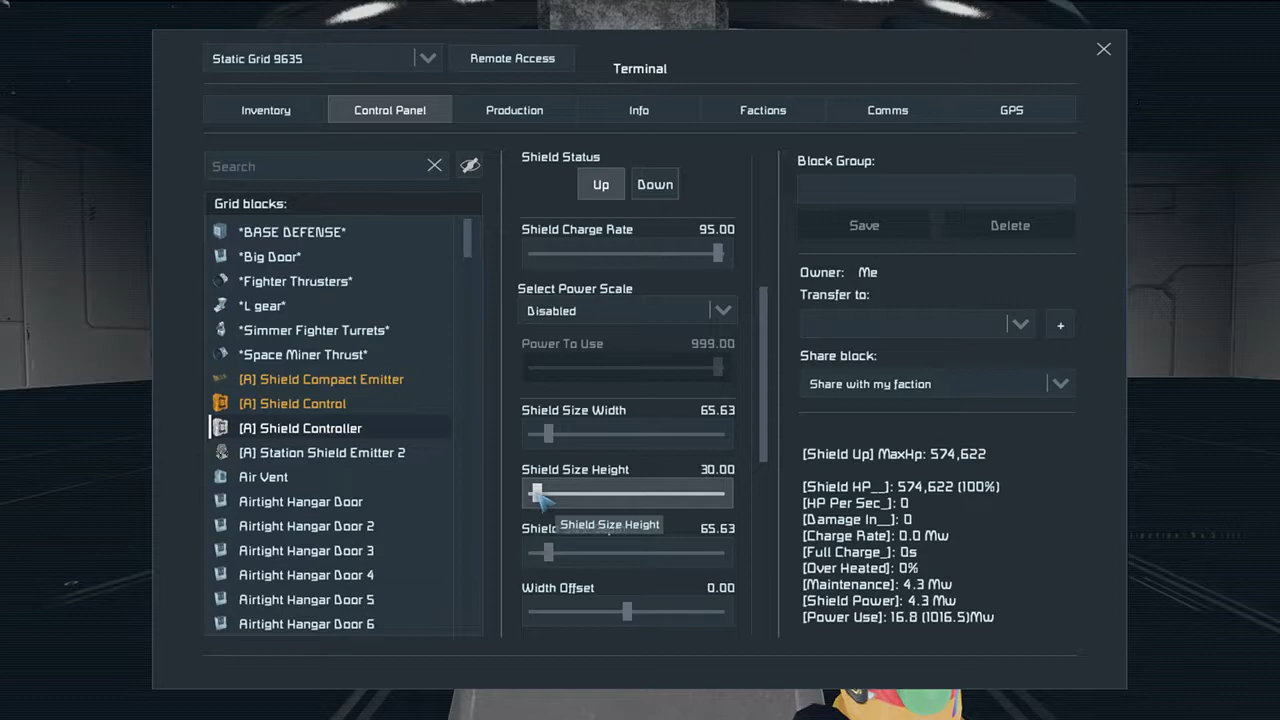 Static Grid 9635
Remote Access
Terminal
Inventory
Control Panel
Production
Info
Factions
Comms
GPS
Search
Grid blocks:
*BASE DEFENSE*
*Big Door*
*Fighter Thrusters*
*L gear*
*Simmer Fighter Turrets*
*Space Miner Thrust*
[A] Shield Compact Emitter
[A] Shield Control
[A] Shield Controller
[A] Station Shield Emitter 2
Air Vent
Airtight Hangar Door
Airtight Hangar Door 2
Airtight Hangar Door 3
Airtight Hangar Door 4
Airtight Hangar Door 5
Airtight Hangar Door 6
Shield Status
Up
Down
Shield Charge Rate 95.00
Select Power Scale
Disabled
Power To Use 999.00
Shield Size Width 65.63
Shield Size Height 30.00
Shield Size Height
Shield 65.63
Width Offset 0.00
Block Group:
Save
Delete
Owner: Me
Transfer to:
+
Share block:
Share with my faction
[Shield Up] MaxHp: 574,622
[Shield HP__]: 574,622 (100%)
[HP Per Sec_]: 0
[Damage In__]: 0
[Charge Rate]: 0.0 Mw
[Full Charge_]: 0s
[Over Heated]: 0%
[Maintenance]: 4.3 Mw
[Shield Power]: 4.3 Mw
[Power Use]: 16.8 (1016.5)Mw